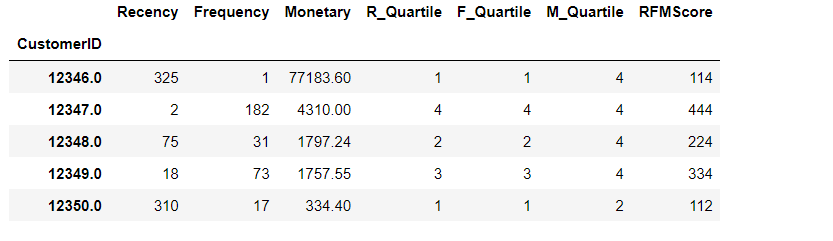 Recency Frequency Monetary R_Quartile F_Quartile M_Quartile RFMScore
CustomerID
12346.0 325 1 77183.60 1 1 4 114
12347.0 2 182 4310.00 4 4 4 444
12348.0 75 31 1797.24 2 2 4 224
12349.0 18 73 1757.55 3 3 4 334
12350.0 310 17 334.40 1 1 2 112